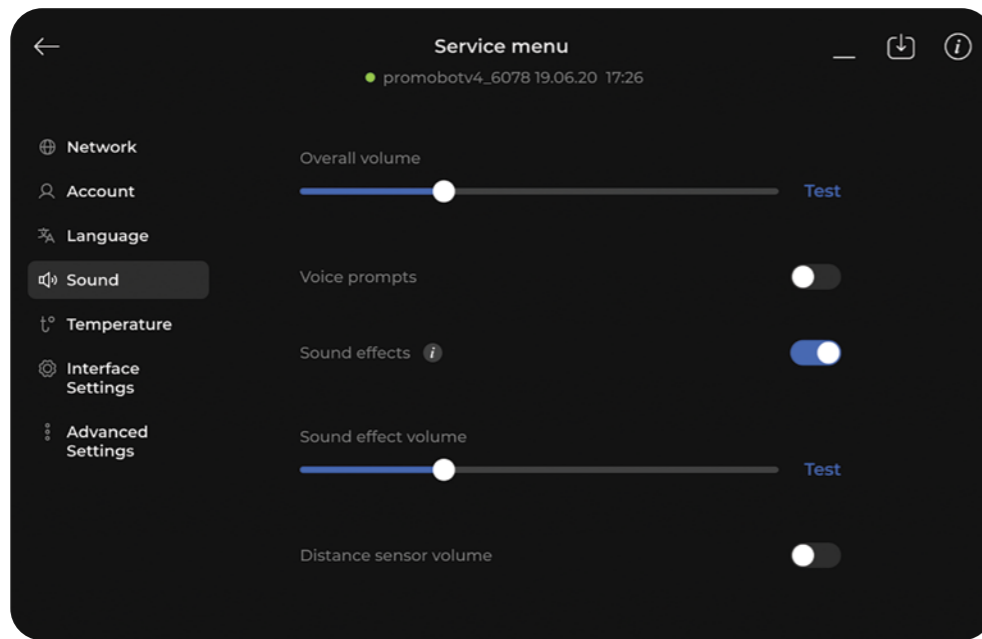 Service menu
promobotv4_6078 19.06.20 17:26
Network
Account
Language
Sound
Temperature
Interface
Settings
Advanced
Settings
Overall volume
Test
Voice prompts
Sound effects
Sound effect volume
Test
Distance sensor volume